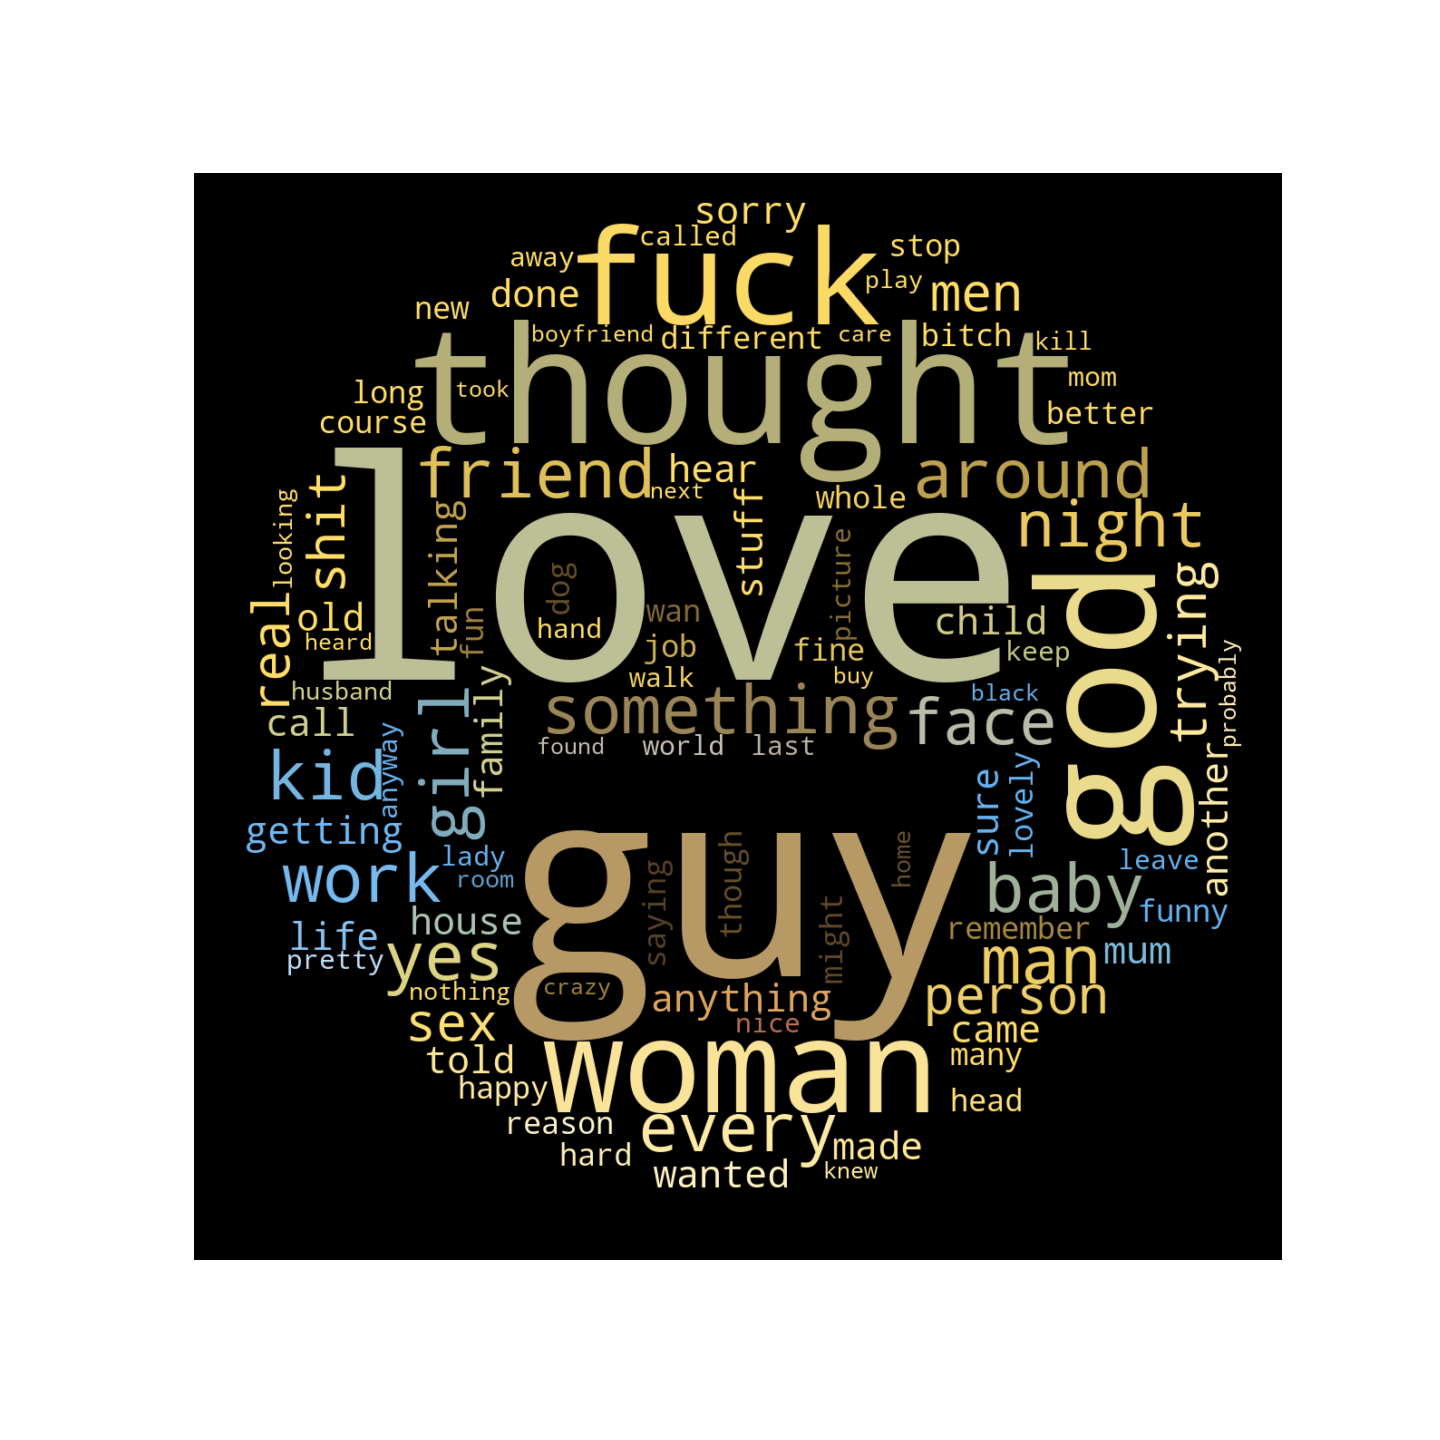 sorry
called
fuck
away
stop
play
done
men
new
boyfriend
different
care
bitch
kill
thought
long
took
mom
course
better
friend
hear
around
next
whole
looking
shit
talking
stuff
night
love
picture
dog
real
old
heard
fun
hand
wan
job
walk
fine
buy
child
keep
god
trying
probably
husband
call
girl
family
something
face
black
found
world
last
kid
anyway
getting
sure
lovely
another
work
lady
room
guy
saying
though
home
might
leave
baby
funny
house
remember
life
pretty
yes
mum
man
nothing
crazy
anything
nice
person
sex
came
told
woman
many
happy
head
reason
every
made
hard
wanted
knew